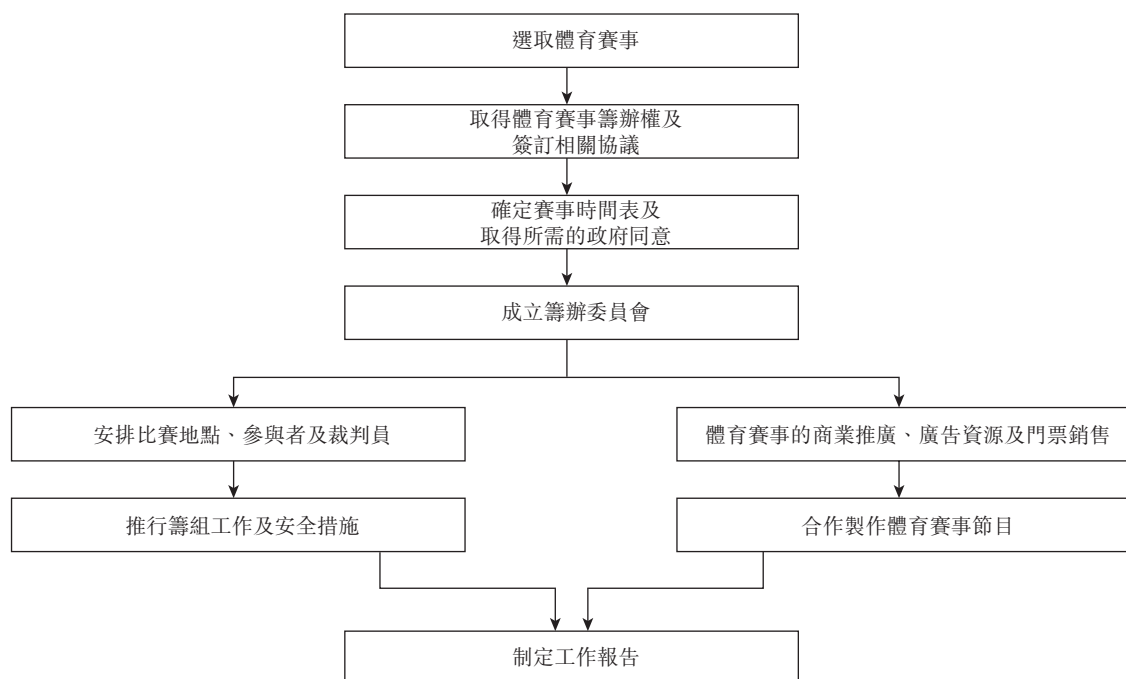 選取體育賽事
取得體育賽事籌辦權及
簽訂相關協議
確定賽事時間表及
取得所需的政府同意
成立籌辦委員會
安排比賽地點、參與者及裁判員
體育賽事的商業推廣、廣告資源及門票銷售
推行籌組工作及安全措施
合作製作體育賽事節目
制定工作報告